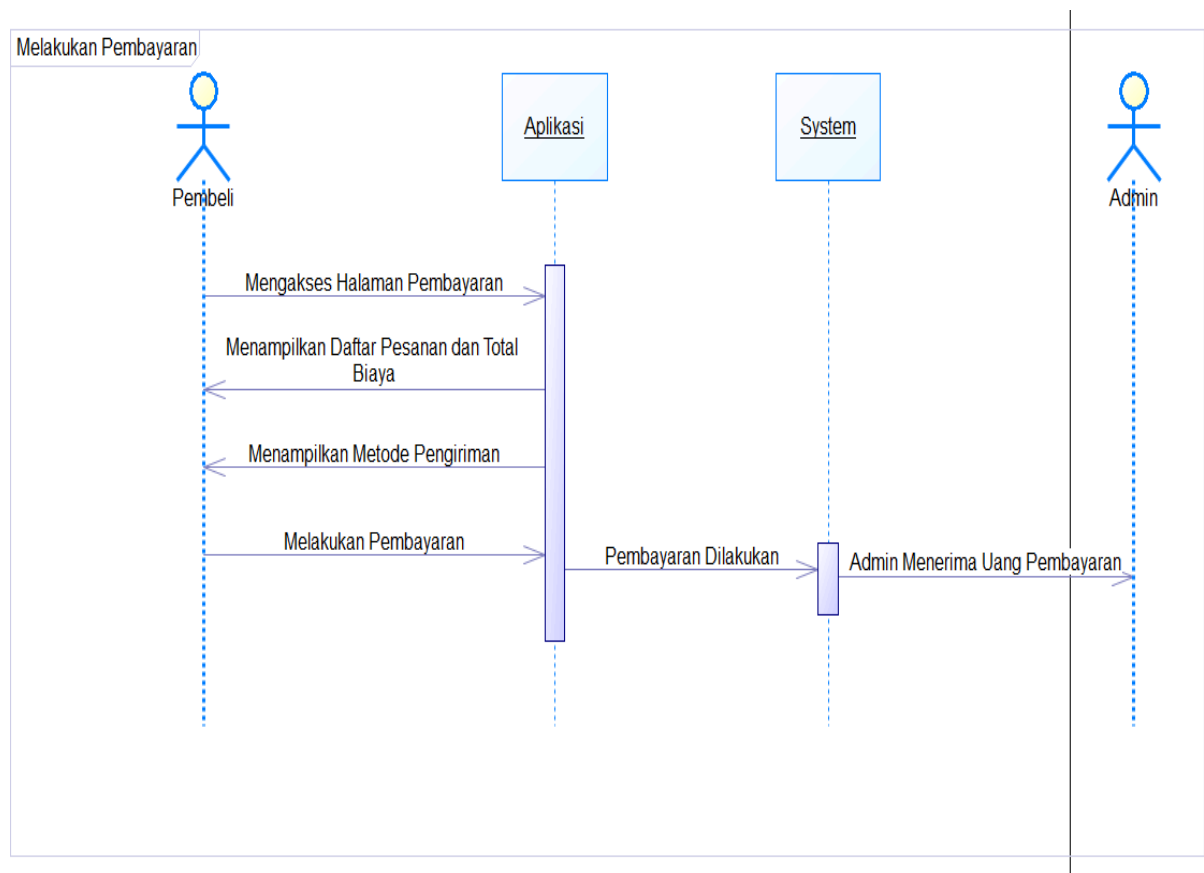 Melakukan Pembayaran
Aplikasi
System
Pembeli
Admin
Mengakses Halaman Pembayaran
Menampilkan Daftar Pesanan dan Total
Biaya
Menampilkan Metode Pengiriman
Melakukan Pembayaran
Pembayaran Dilakukan
Admin Menerima Uang Pembayaran